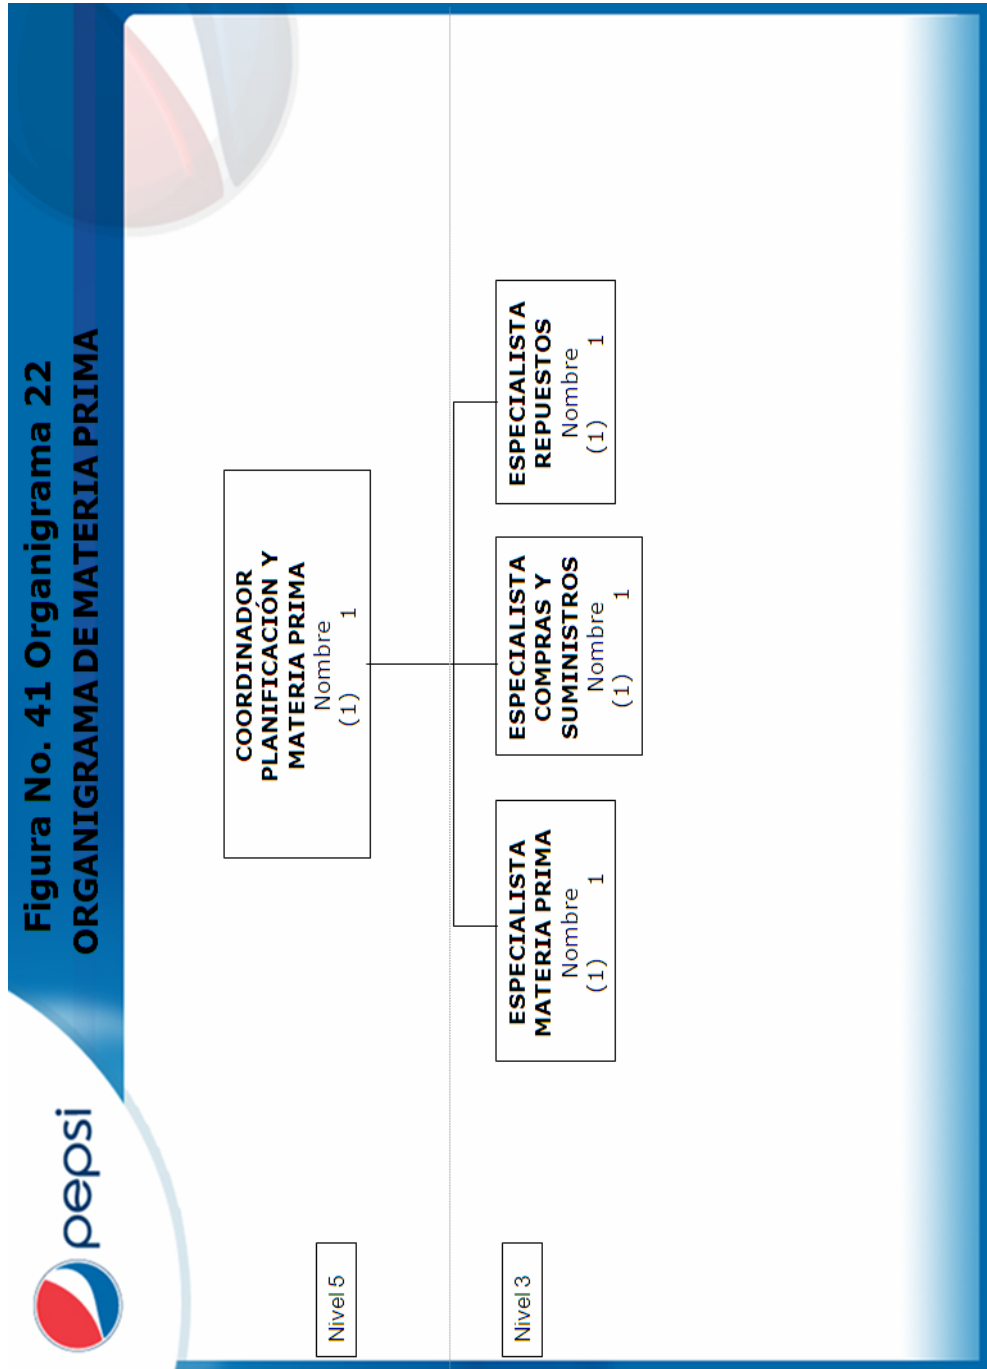 pepsi
Figura No. 41 Organigrama 22
ORGANIGRAMA DE MATERIA PRIMA
Nivel 5
COORDINADOR
PLANIFICACIÓN Y
MATERIA PRIMA
Nombre
(1) 1
Nivel 3
ESPECIALISTA
MATERIA PRIMA
Nombre
(1) 1
ESPECIALISTA
COMPRAS Y
SUMINISTROS
Nombre
(1) 1
ESPECIALISTA
REPUESTOS
Nombre
(1) 1